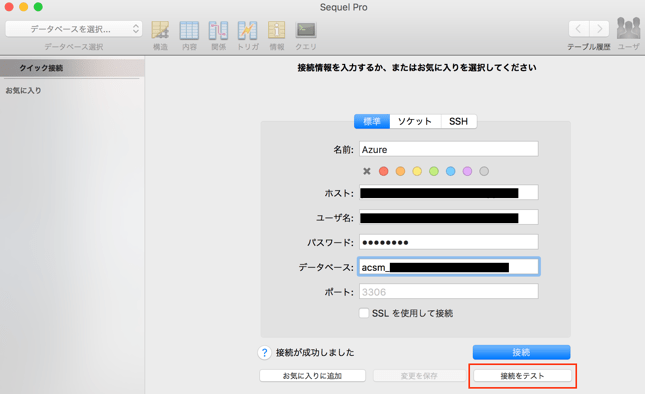 Sequel Pro
データベースを選択...
データベース選択
構造 内容 関係 トリガ 情報 クエリ
テーブル履歴 ユーザ
クイック接続
お気に入り
接続情報を入力するか、またはお気に入りを選択してください
標準 ソケット SSH
名前: Azure
ホスト:
ユーザ名:
パスワード: ●●●●●●●●
データベース: acsm_
ポート: 3306
SSL を使用して接続
? 接続が成功しました 接続
お気に入りに追加 変更を保存 接続をテスト